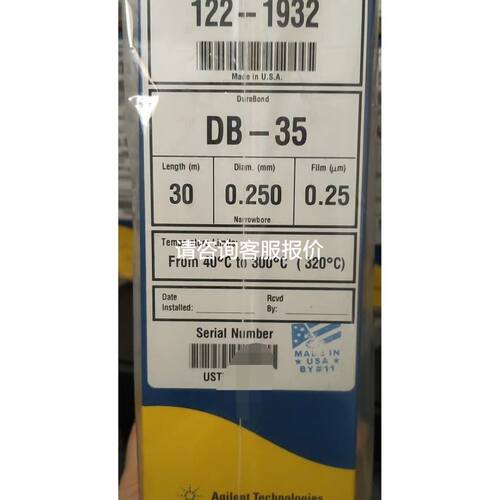 122-1932
Made in U.S.A.
DuraBond
DB-35
Length (m) Diam. (mm) Film (μm)
30 0.250 0.25
Narrowbore
请咨询客服报价
From 40°C to 300°C (320°C)
Date Installed: Rcvd By:
Serial Number
UST
MADE IN
USA
BY #11
Agilent Technologies